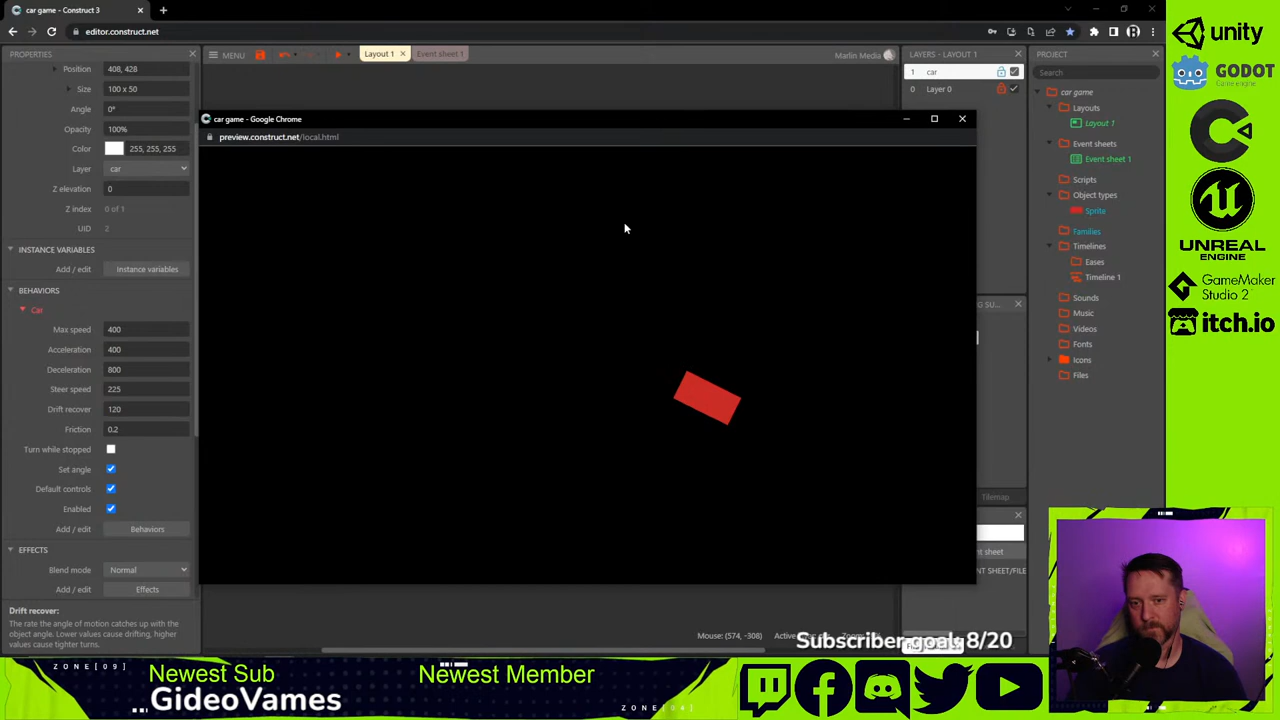 car game - Construct 3
editor.construct.net
PROPERTIES
Position 408, 428
Size 100 x 50
Angle 0°
Opacity 100%
Color 255, 255, 255
Layer car
Z elevation 0
Z index 0 of 1
UID 2
INSTANCE VARIABLES
Add / edit Instance variables
BEHAVIORS
Car
Max speed 400
Acceleration 400
Deceleration 800
Steer speed 225
Drift recover 120
Friction 0.2
Turn while stopped
Set angle
Default controls
Enabled
Add / edit Behaviors
EFFECTS
Blend mode Normal
Add / edit Effects
Drift recover:
The rate the angle of motion catches up with the
object angle. Lower values cause drifting, higher
values cause tighter turns.
MENU
Layout 1
Event sheet 1
Marlin Media
car game - Google Chrome
preview.construct.net/local.html
Mouse: (574, -308)
LAYERS - LAYOUT 1
1 car
0 Layer 0
Tilemap
PROJECT
Search
car game
Layouts
Layout 1
Event sheets
Event sheet 1
Scripts
Object types
Sprite
Families
Timelines
Eases
Timeline 1
Sounds
Music
Videos
Fonts
Icons
Files
unity
GODOT
Game engine
UNREAL
ENGINE
GameMaker
Studio 2
itch.io
Subscriber goal: 8/20
ZONE[09]
Newest Sub
GideoVames
Newest Member